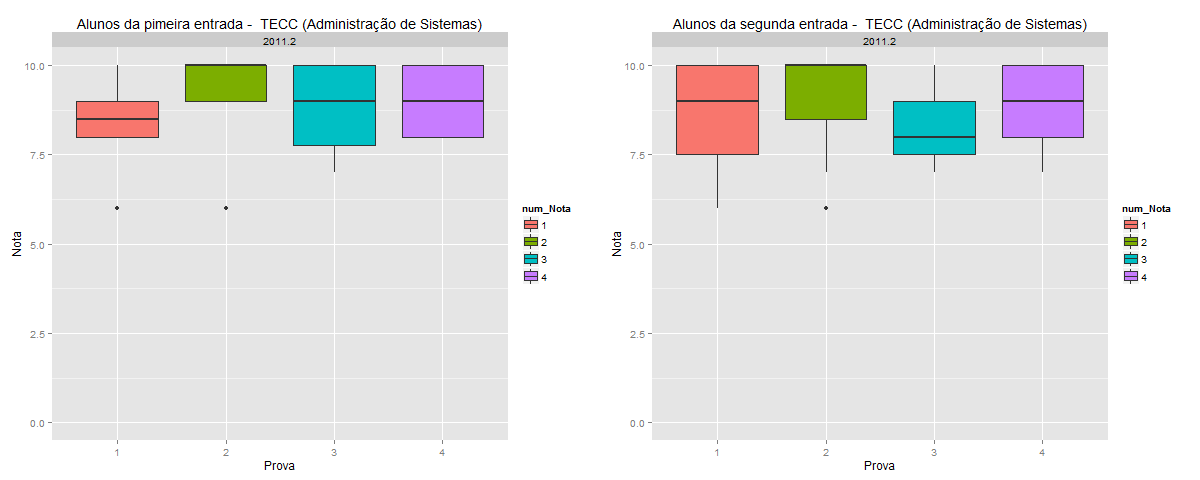 Alunos da pimeira entrada -  TECC (Administração de Sistemas)
2011.2
10.0
7.5
5.0
2.5
0.0
Nota
1 2 3 4
Prova
num_Nota
1
2
3
4
Alunos da segunda entrada -  TECC (Administração de Sistemas)
2011.2
10.0
7.5
5.0
2.5
0.0
Nota
1 2 3 4
Prova
num_Nota
1
2
3
4